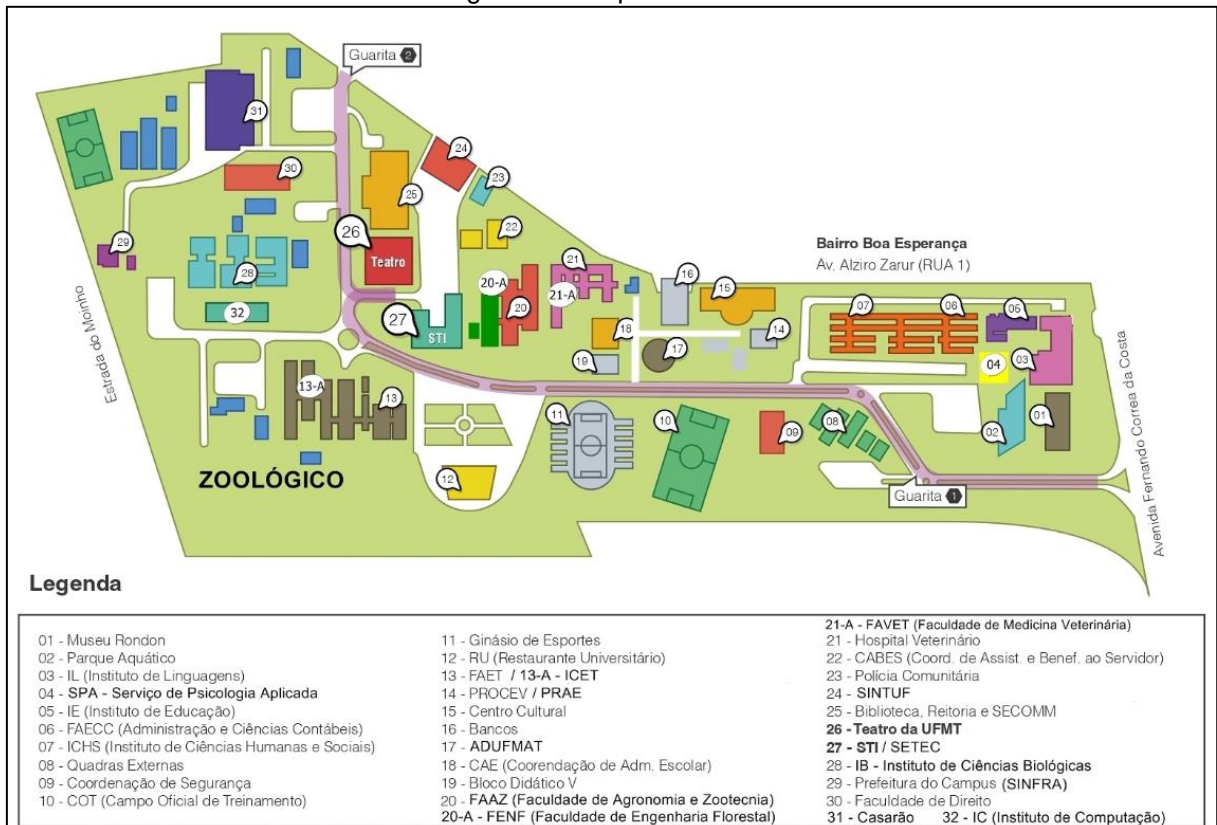 Guarita 2
31
24
30
23
25
26
Teatro
22
29
28
20-A
21
21-A
16
15
Bairro Boa Esperança
Av. Alziro Zarur (RUA 1)
07
06
05
Estrada do Moinho
32
27
STI
20
18
17
14
04
03
19
13-A
13
11
10
09
08
02
01
ZOOLÓGICO
12
Guarita 1
Avenida Fernando Correa da Costa
Legenda
01 - Museu Rondon
02 - Parque Aquático
03 - IL (Instituto de Linguagens)
04 - SPA - Serviço de Psicologia Aplicada
05 - IE (Instituto de Educação)
06 - FAECC (Administração e Ciências Contábeis)
07 - ICHS (Instituto de Ciências Humanas e Sociais)
08 - Quadras Externas
09 - Coordenação de Segurança
10 - COT (Campo Oficial de Treinamento)
11 - Ginásio de Esportes
12 - RU (Restaurante Universitário)
13 - FAET / 13-A - ICET
14 - PROCEV / PRAE
15 - Centro Cultural
16 - Bancos
17 - ADUFMAT
18 - CAE (Coorendação de Adm. Escolar)
19 - Bloco Didático V
20 - FAAZ (Faculdade de Agronomia e Zootecnia)
20-A - FENF (Faculdade de Engenharia Florestal)
21-A - FAVET (Faculdade de Medicina Veterinária)
21 - Hospital Veterinário
22 - CABES (Coord. de Assist. e Benef. ao Servidor)
23 - Polícia Comunitária
24 - SINTUF
25 - Biblioteca, Reitoria e SECOMM
26 - Teatro da UFMT
27 - STI / SETEC
28 - IB - Instituto de Ciências Biológicas
29 - Prefeitura do Campus (SINFRA)
30 - Faculdade de Direito
31 - Casarão 32 - IC (Instituto de Computação)